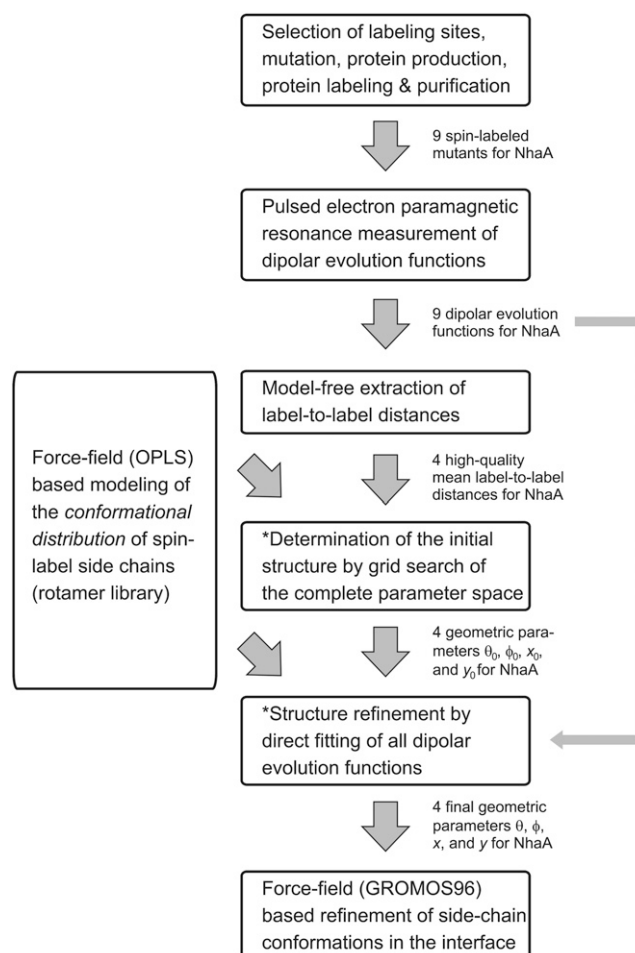 Selection of labeling sites,
mutation, protein production,
protein labeling & purification
9 spin-labeled
mutants for NhaA
Pulsed electron paramagnetic
resonance measurement of
dipolar evolution functions
9 dipolar evolution
functions for NhaA
Model-free extraction of
label-to-label distances
Force-field (OPLS)
based modeling of
the conformational
distribution of spin-
label side chains
(rotamer library)
4 high-quality
mean label-to-label
distances for NhaA
*Determination of the initial
structure by grid search of
the complete parameter space
4 geometric para-
meters θ₀, ϕ₀, x₀,
and y₀ for NhaA
*Structure refinement by
direct fitting of all dipolar
evolution functions
4 final geometric
parameters θ, ϕ,
x, and y for NhaA
Force-field (GROMOS96)
based refinement of side-chain
conformations in the interface